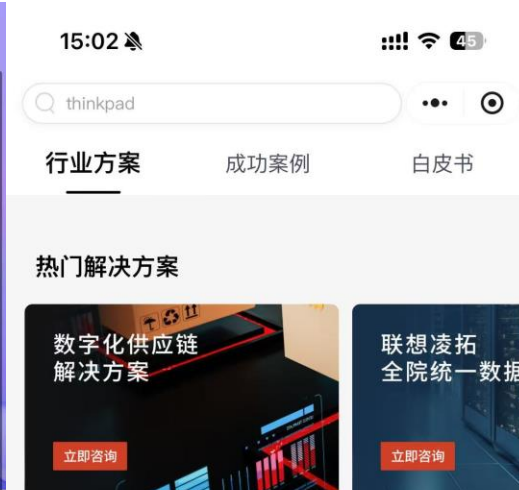 15:02
45
thinkpad
行业方案
成功案例
白皮书
热门解决方案
数字化供应链
解决方案
立即咨询
联想凌拓
全院统一数据
立即咨询